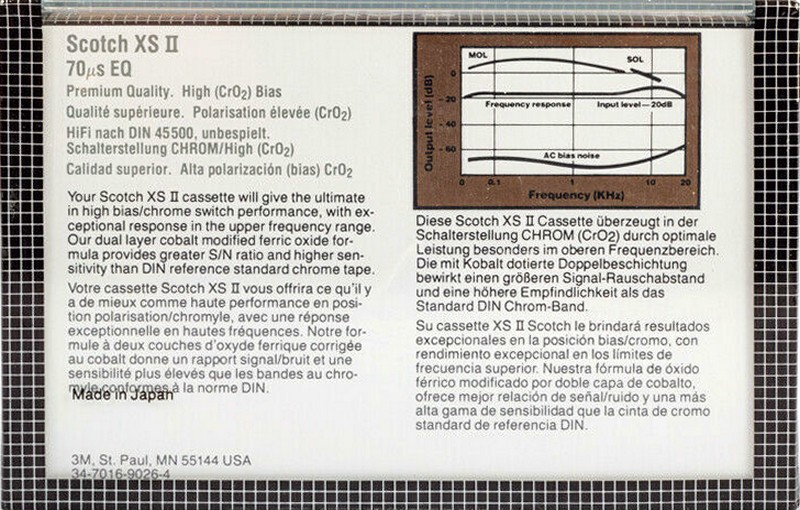 Scotch XS II
70µs EQ
Premium Quality. High (CrO2) Bias
Qualité supérieure. Polarisation élevée (CrO2)
HiFi nach DIN 45500, unbespielt.
Schalterstellung CHROM/High (CrO2)
Calidad superior. Alta polarización (bias) CrO2
Your Scotch XS II cassette will give the ultimate
in high bias/chrome switch performance, with ex-
ceptional response in the upper frequency range.
Our dual layer cobalt modified ferric oxide for-
mula provides greater S/N ratio and higher sen-
sitivity than DIN reference standard chrome tape.
Votre cassette Scotch XS II vous offrira ce qu'il y
a de mieux comme haute performance en posi-
tion polarisation/chromyle, avec une réponse
exceptionnelle en hautes fréquences. Notre for-
mule à deux couches d'oxyde ferrique corrigée
au cobalt donne un rapport signal/bruit et une
sensibilité plus élevés que les bandes au chro-
myle conformes à la norme DIN.
Made in Japan
3M, St. Paul, MN 55144 USA
34-7016-9026-4
MOL
SOL
Frequency response
Input level—20dB
AC bias noise
Output level (dB)
0
-20
-40
-60
0 0.1 1 10 20
Frequency (KHz)
Diese Scotch XS II Cassette überzeugt in der
Schalterstellung CHROM (CrO2) durch optimale
Leistung besonders im oberen Frequenzbereich.
Die mit Kobalt dotierte Doppelbeschichtung
bewirkt einen größeren Signal-Rauschabstand
und eine höhere Empfindlichkeit als das
Standard DIN Chrom-Band.
Su cassette XS II Scotch le brindará resultados
excepcionales en la posición bias/cromo, con
rendimiento excepcional en los límites de
frecuencia superior. Nuestra fórmula de óxido
férrico modificado por doble capa de cobalto,
ofrece mejor relación de señal/ruido y una más
alta gama de sensibilidad que la cinta de cromo
standard de referencia DIN.